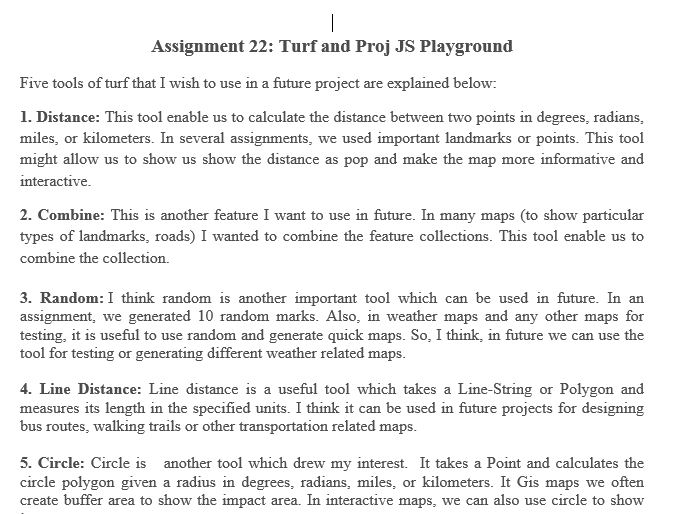 Assignment 22: Turf and Proj JS Playground
Five tools of turf that I wish to use in a future project are explained below:
1. Distance: This tool enable us to calculate the distance between two points in degrees, radians,
miles, or kilometers. In several assignments, we used important landmarks or points. This tool
might allow us to show us show the distance as pop and make the map more informative and
interactive.
2. Combine: This is another feature I want to use in future. In many maps (to show particular
types of landmarks, roads) I wanted to combine the feature collections. This tool enable us to
combine the collection.
3. Random: I think random is another important tool which can be used in future. In an
assignment, we generated 10 random marks. Also, in weather maps and any other maps for
testing, it is useful to use random and generate quick maps. So, I think, in future we can use the
tool for testing or generating different weather related maps.
4. Line Distance: Line distance is a useful tool which takes a Line-String or Polygon and
measures its length in the specified units. I think it can be used in future projects for designing
bus routes, walking trails or other transportation related maps.
5. Circle: Circle is another tool which drew my interest. It takes a Point and calculates the
circle polygon given a radius in degrees, radians, miles, or kilometers. It Gis maps we often
create buffer area to show the impact area. In interactive maps, we can also use circle to show